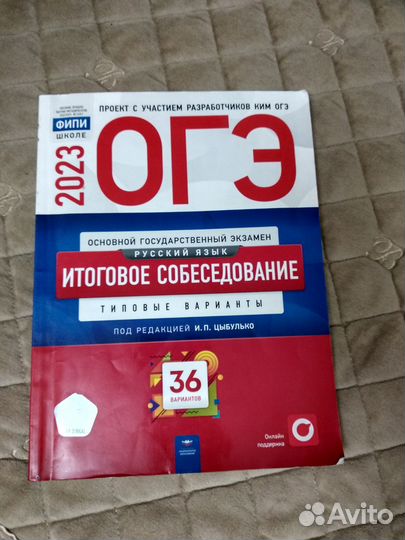 ПРОЕКТ С УЧАСТИЕМ РАЗРАБОТЧИКОВ КИМ ОГЭ
ФИПИ
ШКОЛЕ
2023
ОГЭ
ОСНОВНОЙ ГОСУДАРСТВЕННЫЙ ЭКЗАМЕН
РУССКИЙ ЯЗЫК
ИТОГОВОЕ СОБЕСЕДОВАНИЕ
ТИПОВЫЕ ВАРИАНТЫ
ПОД РЕДАКЦИЕЙ И.П. ЦЫБУЛЬКО
36
ВАРИАНТОВ
Онлайн
поддержка
Avito